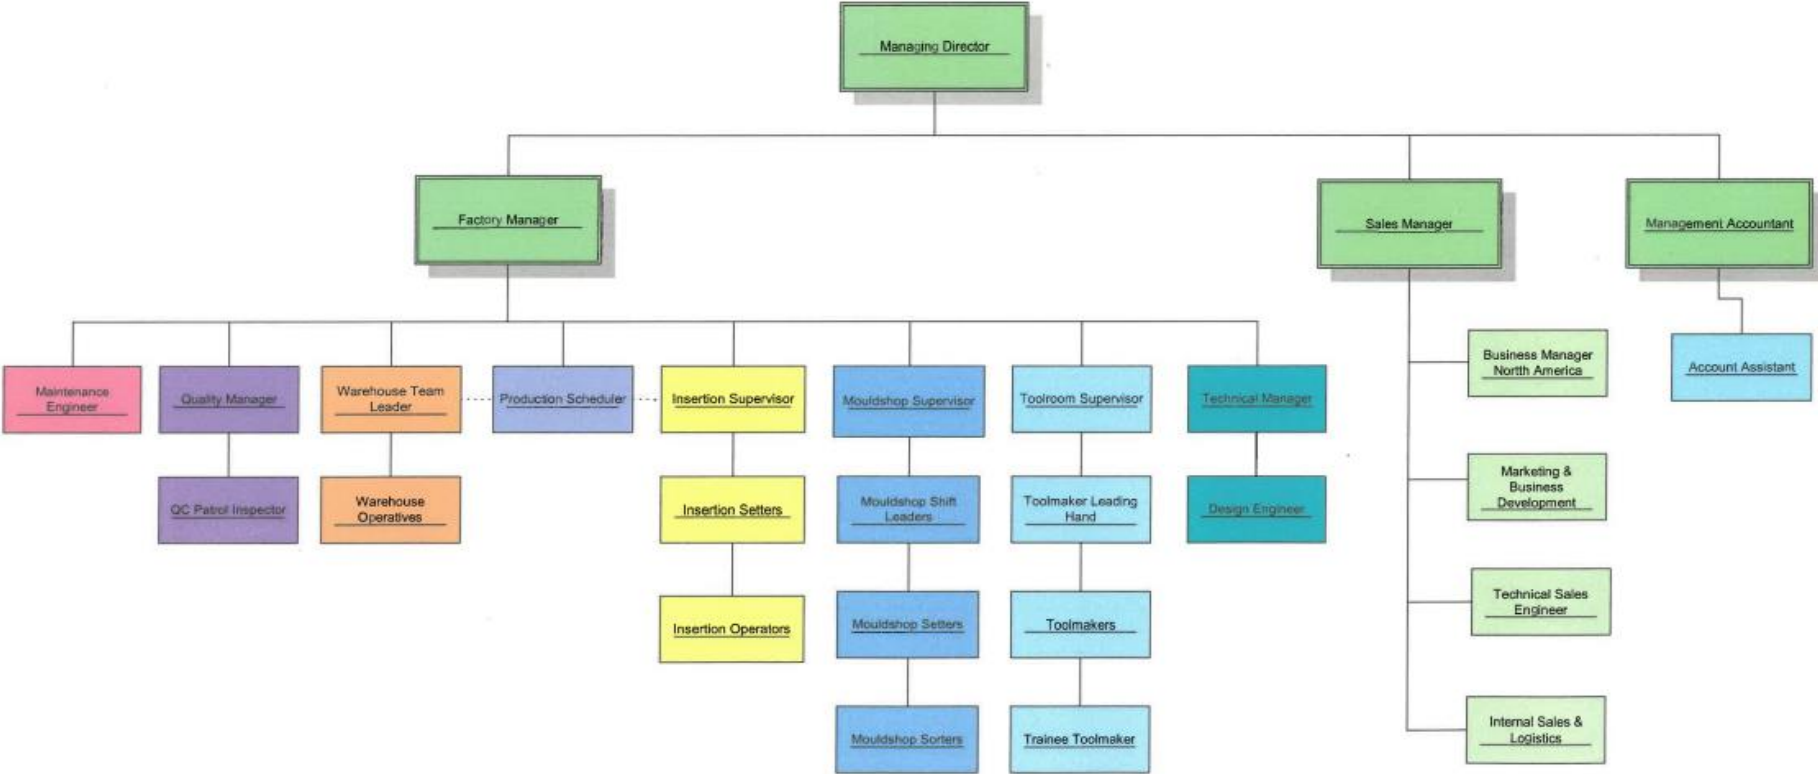 Managing Director
Factory Manager
Sales Manager
Management Accountant
Maintenance
Engineer
Quality Manager
Warehouse Team
Leader
Production Scheduler
Insertion Supervisor
Mouldshop Supervisor
Toolroom Supervisor
Technical Manager
Business Manager
Nortth America
Account Assistant
QC Patrol Inspector
Warehouse
Operatives
Insertion Setters
Mouldshop Shift
Leaders
Toolmaker Leading
Hand
Design Engineer
Marketing &
Business
Development
Insertion Operators
Mouldshop Setters
Toolmakers
Technical Sales
Engineer
Mouldshop Sorters
Trainee Toolmaker
Internal Sales &
Logistics